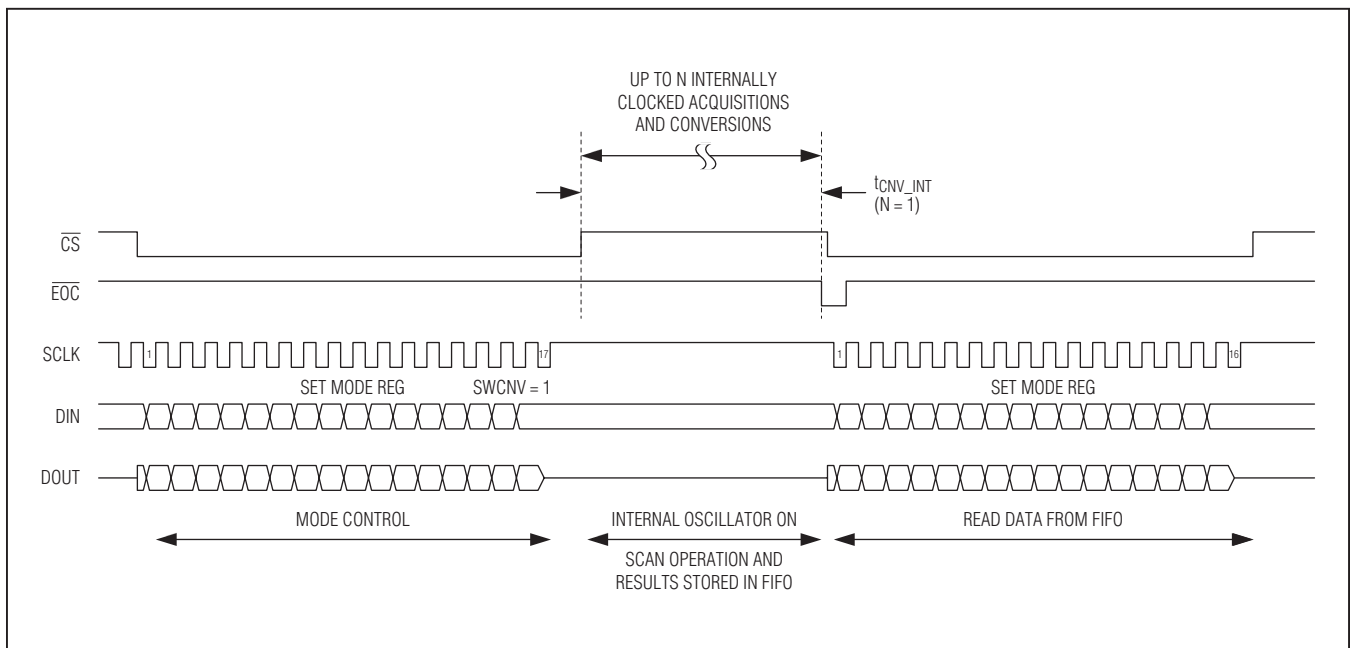 UP TO N INTERNALLY
CLOCKED ACQUISITIONS
AND CONVERSIONS
tCNV_INT
(N = 1)
CS
EOC
SCLK
1
17
1
16
SET MODE REG
SWCNV = 1
SET MODE REG
DIN
DOUT
MODE CONTROL
INTERNAL OSCILLATOR ON
READ DATA FROM FIFO
SCAN OPERATION AND
RESULTS STORED IN FIFO